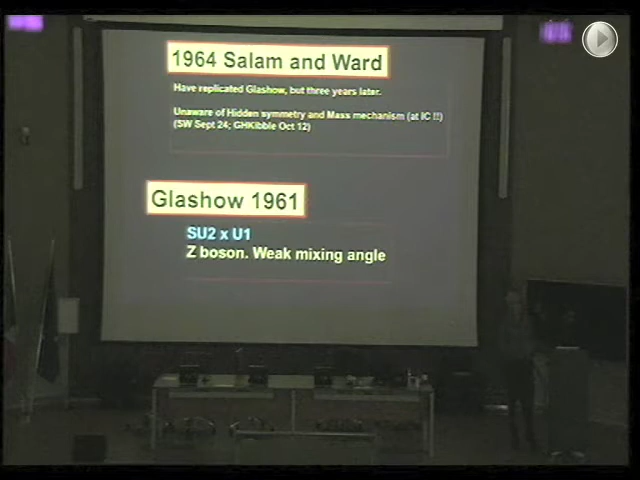 1964 Salam and Ward
Have replicated Glashow, but three years later.
Unaware of Hidden symmetry and Mass mechanism (at IC !!)
(SW Sept 24; GHKibble Oct 12)
Glashow 1961
SU2 x U1
Z boson. Weak mixing angle